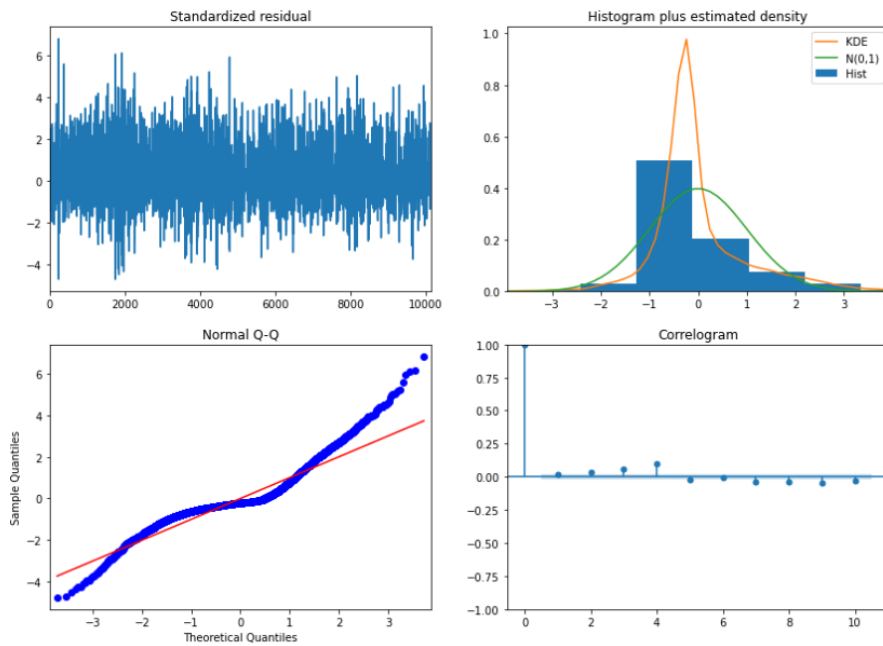 Standardized residual
6
4
2
0
−2
−4
0 2000 4000 6000 8000 10000
Histogram plus estimated density
KDE
N(0,1)
Hist
1.0
0.8
0.6
0.4
0.2
0.0
−3 −2 −1 0 1 2 3
Normal Q-Q
Sample Quantiles
6
4
2
0
−2
−4
−3 −2 −1 0 1 2 3
Theoretical Quantiles
Correlogram
1.00
0.75
0.50
0.25
0.00
−0.25
−0.50
−0.75
−1.00
0 2 4 6 8 10